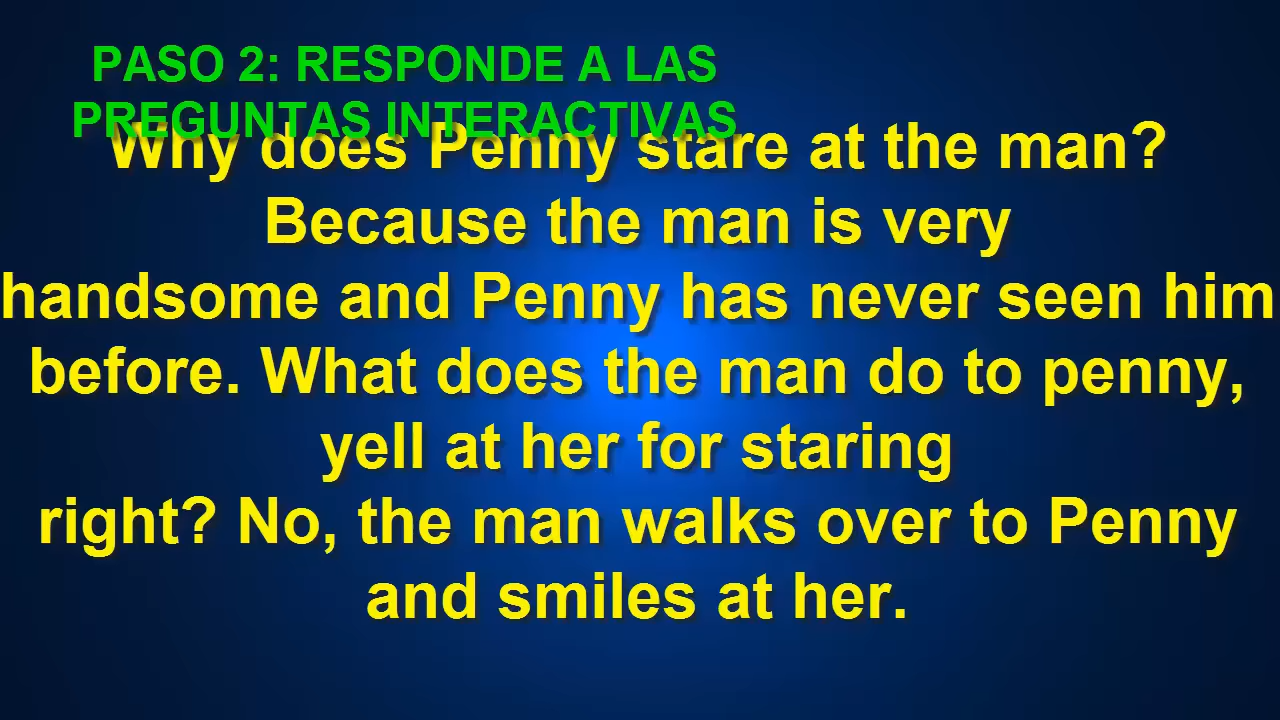 PASO 2: RESPONDE A LAS
PREGUNTAS INTERACTIVAS
Why does Penny stare at the man?
Because the man is very
handsome and Penny has never seen him
before. What does the man do to penny,
yell at her for staring
right? No, the man walks over to Penny
and smiles at her.